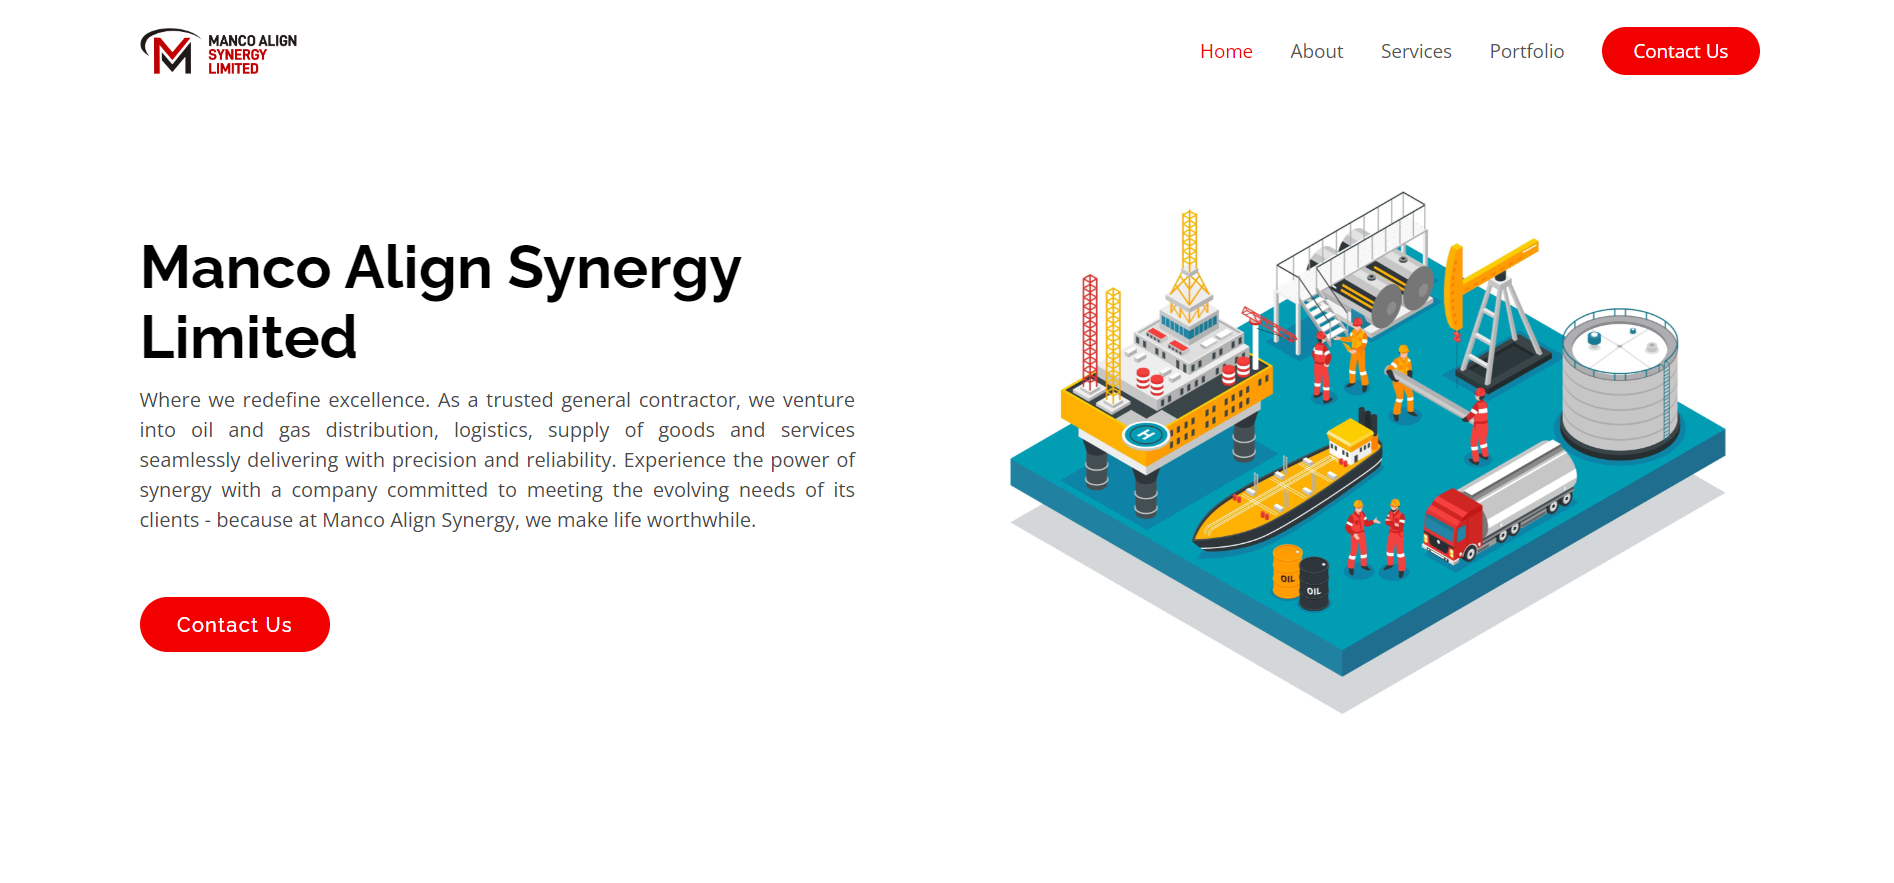 MANCO ALIGN
SYNERGY
LIMITED
Home About Services Portfolio Contact Us
Manco Align Synergy
Limited
Where we redefine excellence. As a trusted general contractor, we venture
into oil and gas distribution, logistics, supply of goods and services
seamlessly delivering with precision and reliability. Experience the power of
synergy with a company committed to meeting the evolving needs of its
clients - because at Manco Align Synergy, we make life worthwhile.
Contact Us
H
OIL
OIL